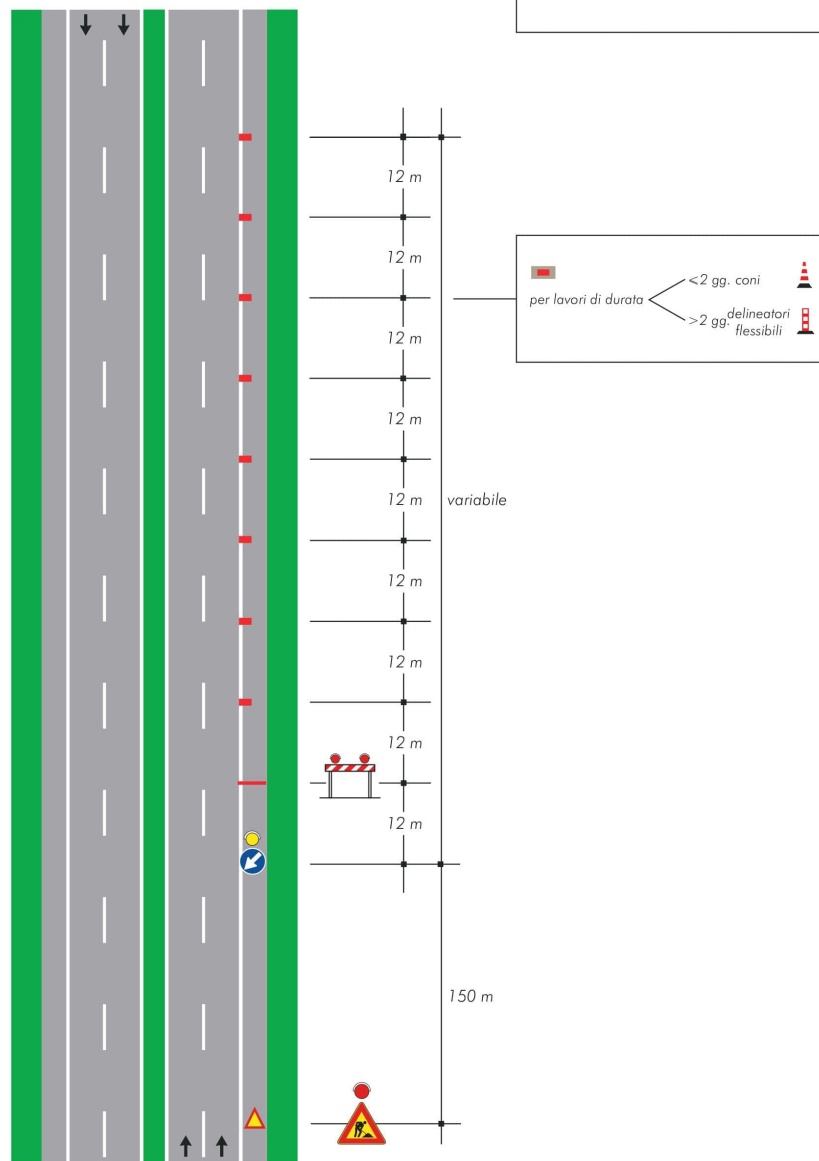 12 m
12 m
per lavori di durata
<2 gg. coni
>2 gg. delineatori
flessibili
12 m
12 m
12 m
variabile
12 m
12 m
12 m
12 m
150 m